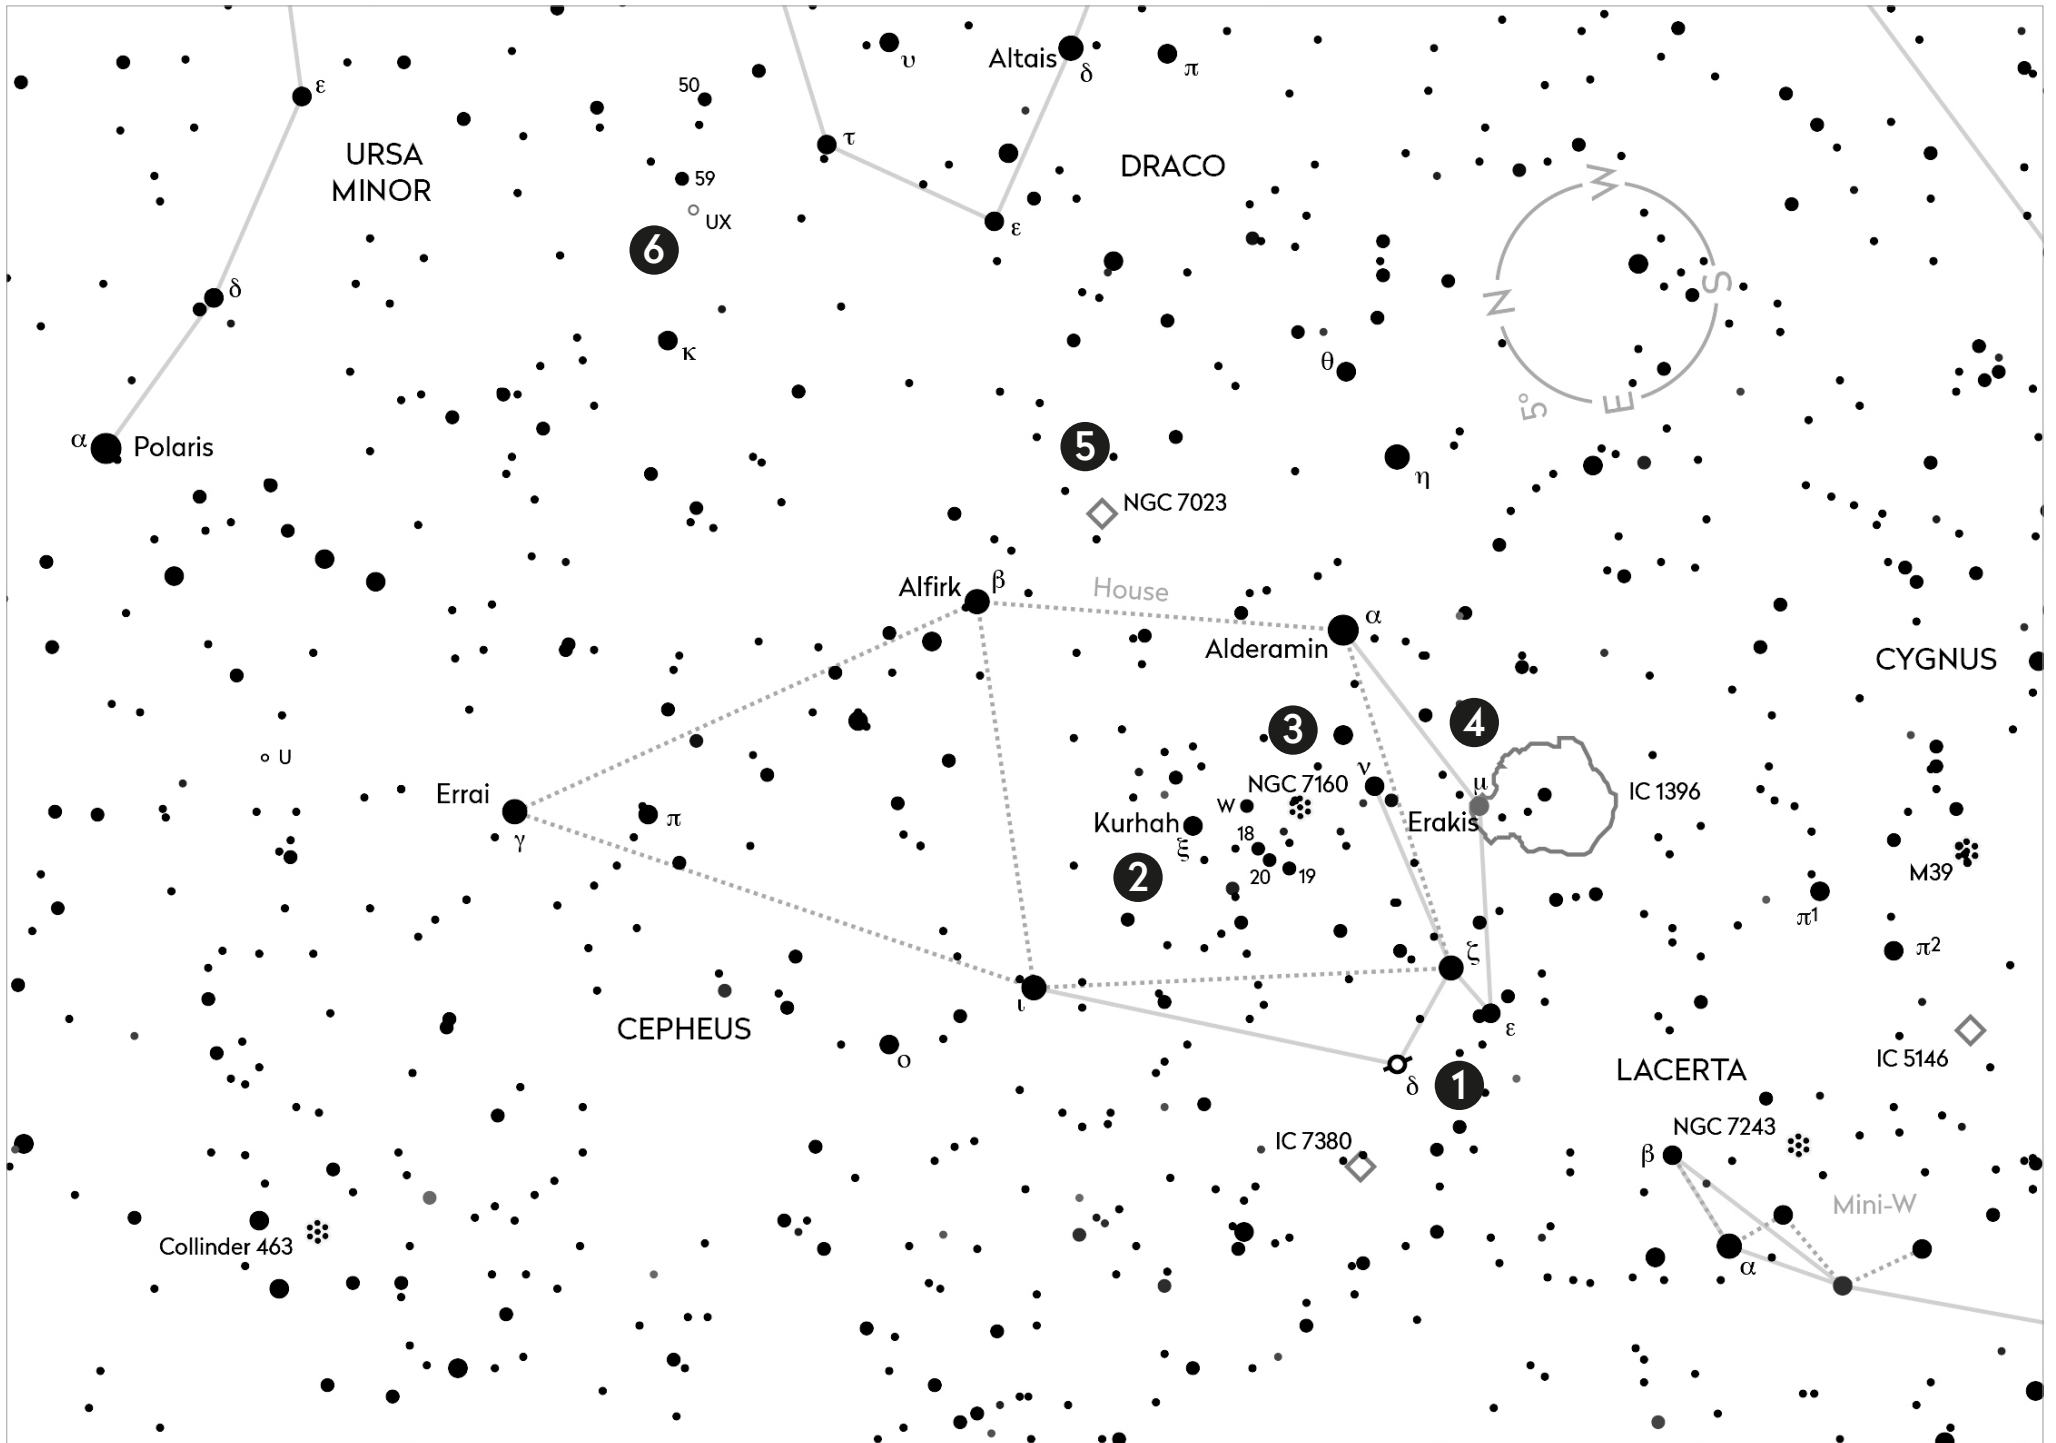 Altais
υ
δ
π
ε
50
τ
URSA
MINOR
59
DRACO
UX
ε
6
W
N
S
E
5°
δ
κ
θ
α
Polaris
5
η
NGC 7023
Alfirk
β
House
α
Alderamin
CYGNUS
3
4
U
Errai
γ
π
ν
NGC 7160
μ
IC 1396
W
Kurhah
ξ
Erakis
18
20
19
2
M39
π1
π2
ζ
ι
ε
CEPHEUS
ο
δ
1
LACERTA
IC 5146
NGC 7243
IC 7380
β
Mini-W
α
Collinder 463